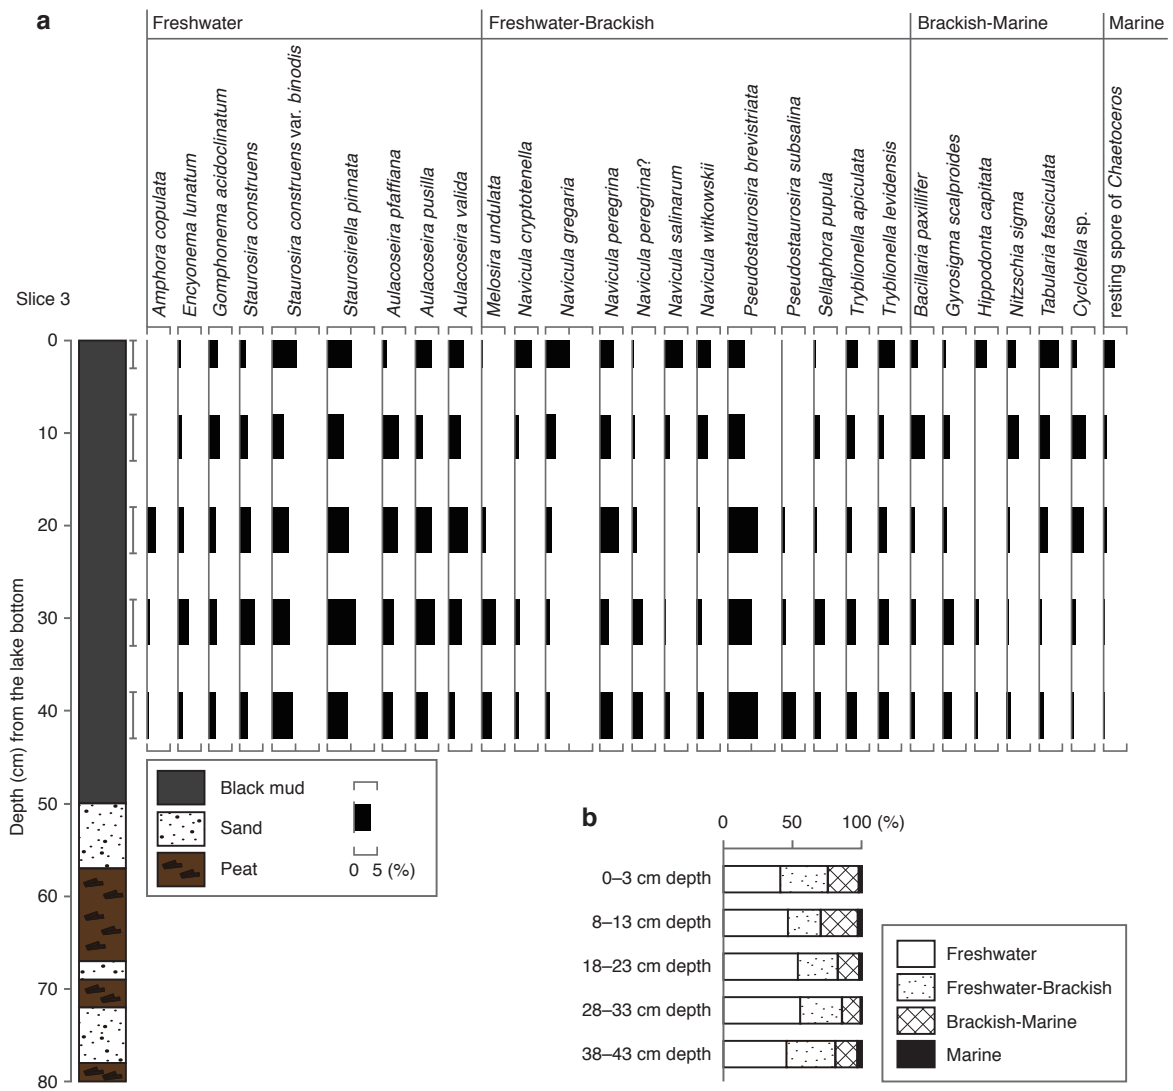 a
Freshwater
Freshwater-Brackish
Brackish-Marine
Marine
Amphora copulata
Encyonema lunatum
Gomphonema acidoclinatum
Staurosira construens
Staurosira construens var. binodis
Staurosirella pinnata
Aulacoseira pfaffiana
Aulacoseira pusilla
Aulacoseira valida
Melosira undulata
Navicula cryptotenella
Navicula gregaria
Navicula peregrina
Navicula peregrina?
Navicula salinarum
Navicula witkowskii
Pseudostaurosira brevistriata
Pseudostaurosira subsalina
Sellaphora pupula
Tryblionella apiculata
Tryblionella levidensis
Bacillaria paxillifer
Gyrosigma scalproides
Hippodonta capitata
Nitzschia sigma
Tabularia fasciculata
Cyclotella sp.
resting spore of Chaetoceros
Slice 3
Depth (cm) from the lake bottom
0
10
20
30
40
50
60
70
80
Black mud
Sand
Peat
0 5 (%)
b
0 50 100 (%)
0–3 cm depth
8–13 cm depth
18–23 cm depth
28–33 cm depth
38–43 cm depth
Freshwater
Freshwater-Brackish
Brackish-Marine
Marine